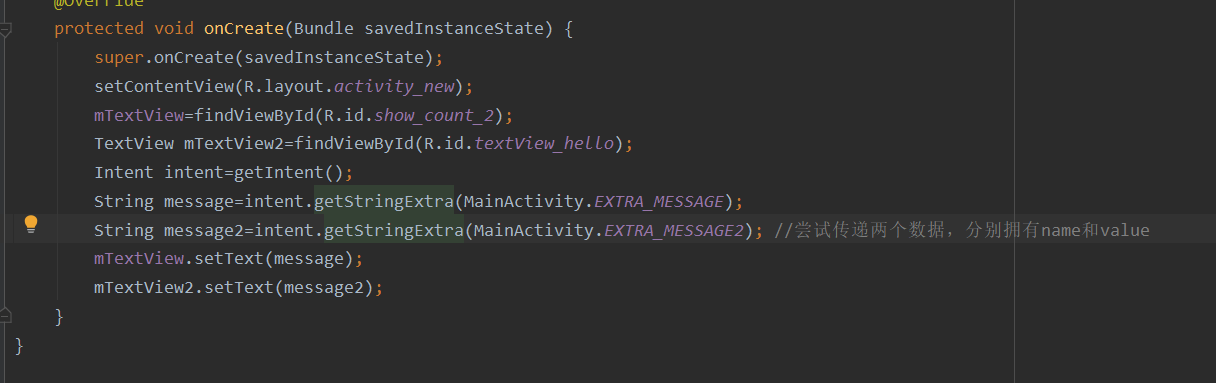 @Override
protected void onCreate(Bundle savedInstanceState) {
super.onCreate(savedInstanceState);
setContentView(R.layout.activity_new);
mTextView=findViewById(R.id.show_count_2);
TextView mTextView2=findViewById(R.id.textView_hello);
Intent intent=getIntent();
String message=intent.getStringExtra(MainActivity.EXTRA_MESSAGE);
String message2=intent.getStringExtra(MainActivity.EXTRA_MESSAGE2); //尝试传递两个数据，分别拥有name和value
mTextView.setText(message);
mTextView2.setText(message2);
}
}